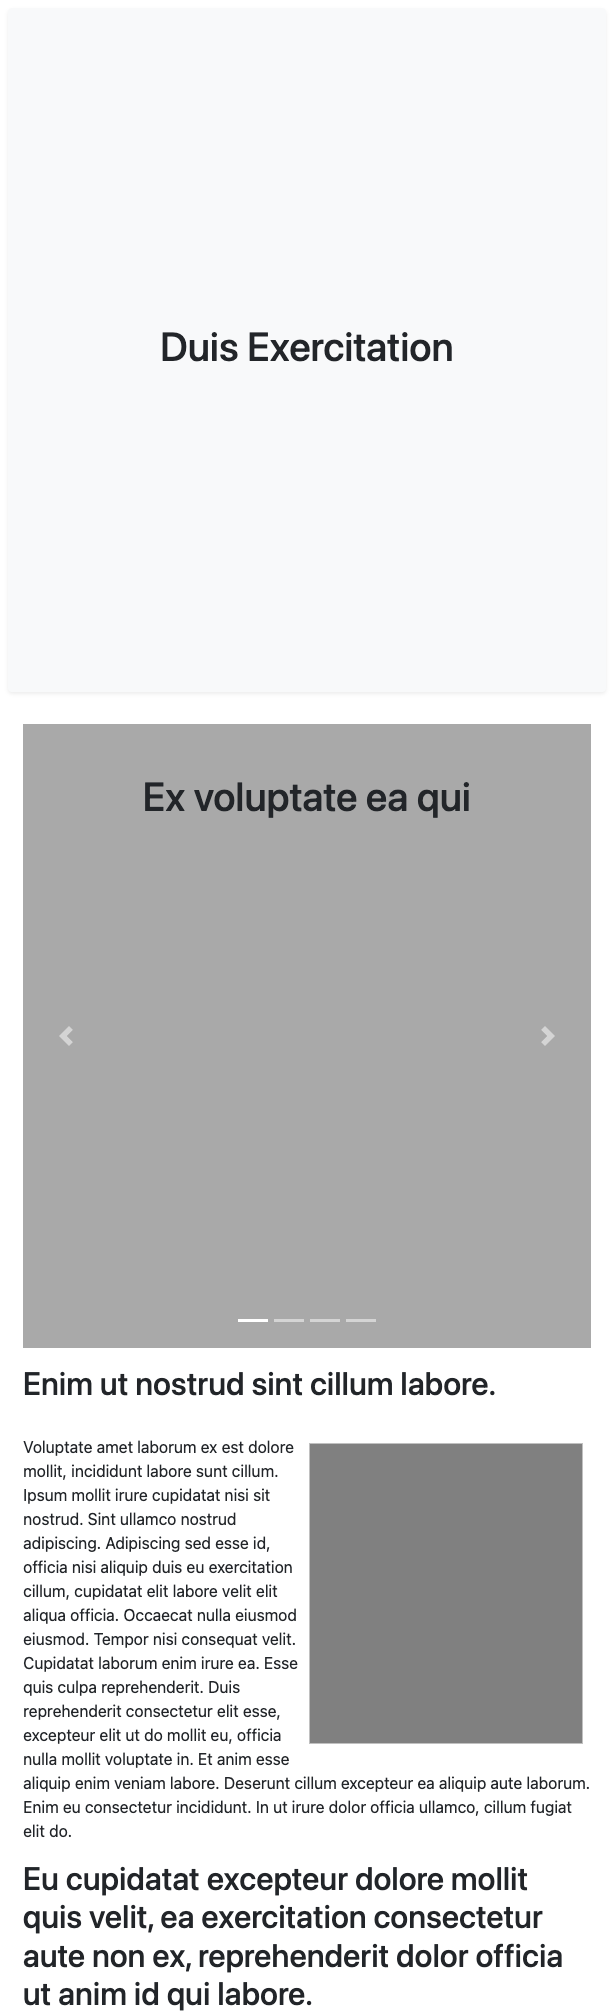 Duis Exercitation
Ex voluptate ea qui
Enim ut nostrud sint cillum labore.
Voluptate amet laborum ex est dolore
mollit, incididunt labore sunt cillum.
Ipsum mollit irure cupidatat nisi sit
nostrud. Sint ullamco nostrud
adipiscing. Adipiscing sed esse id,
officia nisi aliquip duis eu exercitation
cillum, cupidatat elit labore velit elit
aliqua officia. Occaecat nulla eiusmod
eiusmod. Tempor nisi consequat velit.
Cupidatat laborum enim irure ea. Esse
quis culpa reprehenderit. Duis
reprehenderit consectetur elit esse,
excepteur elit ut do mollit eu, officia
nulla mollit voluptate in. Et anim esse
aliquip enim veniam labore. Deserunt cillum excepteur ea aliquip aute laborum.
Enim eu consectetur incididunt. In ut irure dolor officia ullamco, cillum fugiat
elit do.
Eu cupidatat excepteur dolore mollit
quis velit, ea exercitation consectetur
aute non ex, reprehenderit dolor officia
ut anim id qui labore.